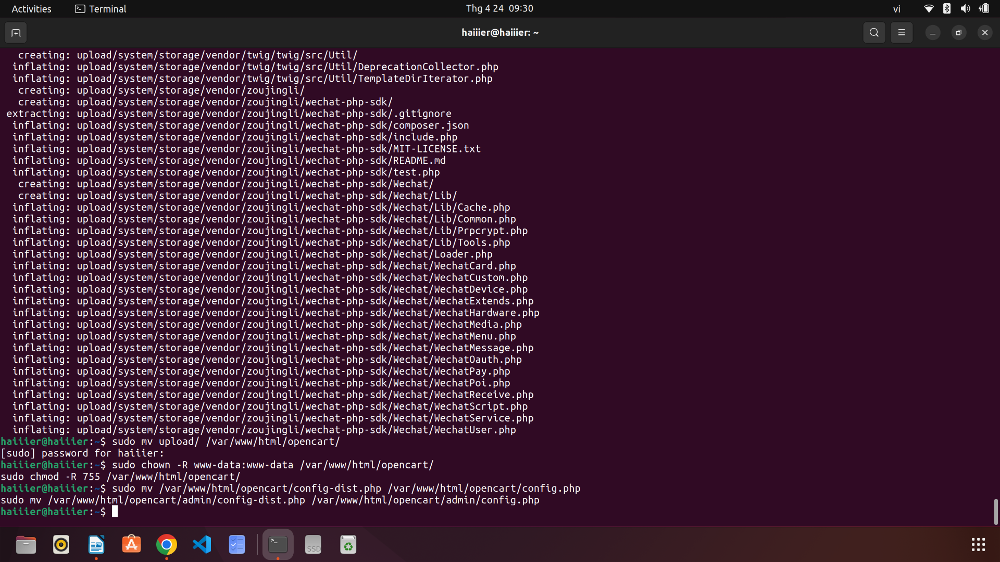 Activities
Terminal
Thg 4 24 09:30
vi
haiiier@haiiier: ~
creating: upload/system/storage/vendor/twig/twig/src/Util/
inflating: upload/system/storage/vendor/twig/twig/src/Util/DeprecationCollector.php
inflating: upload/system/storage/vendor/twig/twig/src/Util/TemplateDirIterator.php
creating: upload/system/storage/vendor/zoujingli/
creating: upload/system/storage/vendor/zoujingli/wechat-php-sdk/
extracting: upload/system/storage/vendor/zoujingli/wechat-php-sdk/.gitignore
inflating: upload/system/storage/vendor/zoujingli/wechat-php-sdk/composer.json
inflating: upload/system/storage/vendor/zoujingli/wechat-php-sdk/include.php
inflating: upload/system/storage/vendor/zoujingli/wechat-php-sdk/MIT-LICENSE.txt
inflating: upload/system/storage/vendor/zoujingli/wechat-php-sdk/README.md
inflating: upload/system/storage/vendor/zoujingli/wechat-php-sdk/test.php
creating: upload/system/storage/vendor/zoujingli/wechat-php-sdk/Wechat/
creating: upload/system/storage/vendor/zoujingli/wechat-php-sdk/Wechat/Lib/
inflating: upload/system/storage/vendor/zoujingli/wechat-php-sdk/Wechat/Lib/Cache.php
inflating: upload/system/storage/vendor/zoujingli/wechat-php-sdk/Wechat/Lib/Common.php
inflating: upload/system/storage/vendor/zoujingli/wechat-php-sdk/Wechat/Lib/Prpcrypt.php
inflating: upload/system/storage/vendor/zoujingli/wechat-php-sdk/Wechat/Lib/Tools.php
inflating: upload/system/storage/vendor/zoujingli/wechat-php-sdk/Wechat/Loader.php
inflating: upload/system/storage/vendor/zoujingli/wechat-php-sdk/Wechat/WechatCard.php
inflating: upload/system/storage/vendor/zoujingli/wechat-php-sdk/Wechat/WechatCustom.php
inflating: upload/system/storage/vendor/zoujingli/wechat-php-sdk/Wechat/WechatDevice.php
inflating: upload/system/storage/vendor/zoujingli/wechat-php-sdk/Wechat/WechatExtends.php
inflating: upload/system/storage/vendor/zoujingli/wechat-php-sdk/Wechat/WechatHardware.php
inflating: upload/system/storage/vendor/zoujingli/wechat-php-sdk/Wechat/WechatMedia.php
inflating: upload/system/storage/vendor/zoujingli/wechat-php-sdk/Wechat/WechatMenu.php
inflating: upload/system/storage/vendor/zoujingli/wechat-php-sdk/Wechat/WechatMessage.php
inflating: upload/system/storage/vendor/zoujingli/wechat-php-sdk/Wechat/WechatOauth.php
inflating: upload/system/storage/vendor/zoujingli/wechat-php-sdk/Wechat/WechatPay.php
inflating: upload/system/storage/vendor/zoujingli/wechat-php-sdk/Wechat/WechatPoi.php
inflating: upload/system/storage/vendor/zoujingli/wechat-php-sdk/Wechat/WechatReceive.php
inflating: upload/system/storage/vendor/zoujingli/wechat-php-sdk/Wechat/WechatScript.php
inflating: upload/system/storage/vendor/zoujingli/wechat-php-sdk/Wechat/WechatService.php
inflating: upload/system/storage/vendor/zoujingli/wechat-php-sdk/Wechat/WechatUser.php
haiiier@haiiier:~$ sudo mv upload/ /var/www/html/opencart/
[sudo] password for haiiier:
haiiier@haiiier:~$ sudo chown -R www-data:www-data /var/www/html/opencart/
sudo chmod -R 755 /var/www/html/opencart/
haiiier@haiiier:~$ sudo mv /var/www/html/opencart/config-dist.php /var/www/html/opencart/config.php
sudo mv /var/www/html/opencart/admin/config-dist.php /var/www/html/opencart/admin/config.php
haiiier@haiiier:~$
SSD